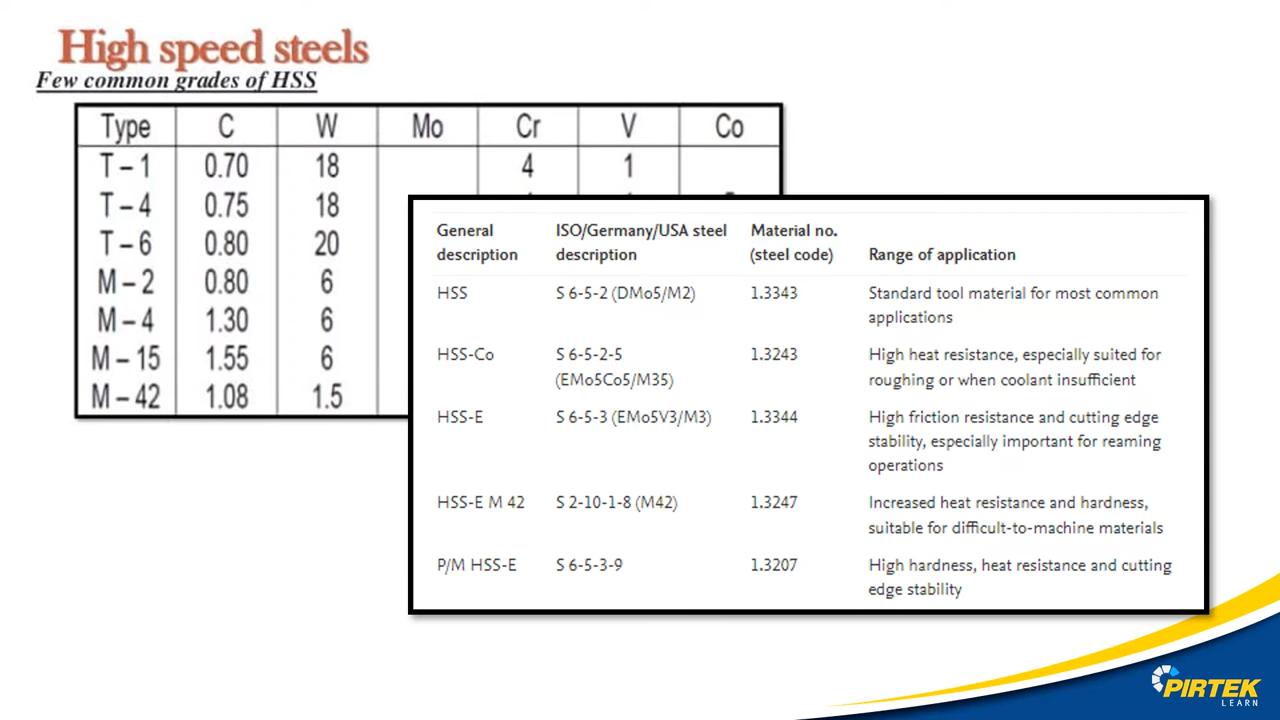 High speed steels
Few common grades of HSS
Type C W Mo Cr V Co
T – 1 0.70 18 4 1
T – 4 0.75 18
T – 6 0.80 20
M – 2 0.80 6
M – 4 1.30 6
M – 15 1.55 6
M – 42 1.08 1.5
General ISO/Germany/USA steel Material no.
description description (steel code) Range of application
HSS S 6-5-2 (DMo5/M2) 1.3343 Standard tool material for most common
applications
HSS-Co S 6-5-2-5 1.3243 High heat resistance, especially suited for
(EMo5Co5/M35) roughing or when coolant insufficient
HSS-E S 6-5-3 (EMo5V3/M3) 1.3344 High friction resistance and cutting edge
stability, especially important for reaming
operations
HSS-E M 42 S 2-10-1-8 (M42) 1.3247 Increased heat resistance and hardness,
suitable for difficult-to-machine materials
P/M HSS-E S 6-5-3-9 1.3207 High hardness, heat resistance and cutting
edge stability
PIRTEK
LEARN